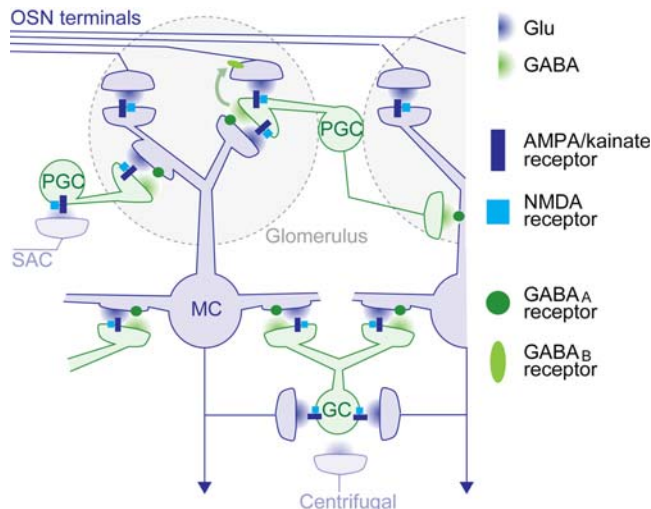 OSN terminals
Glu
GABA
PGC
AMPA/kainate
receptor
PGC
NMDA
receptor
Glomerulus
SAC
MC
GABAA
receptor
GABAB
receptor
GC
Centrifugal